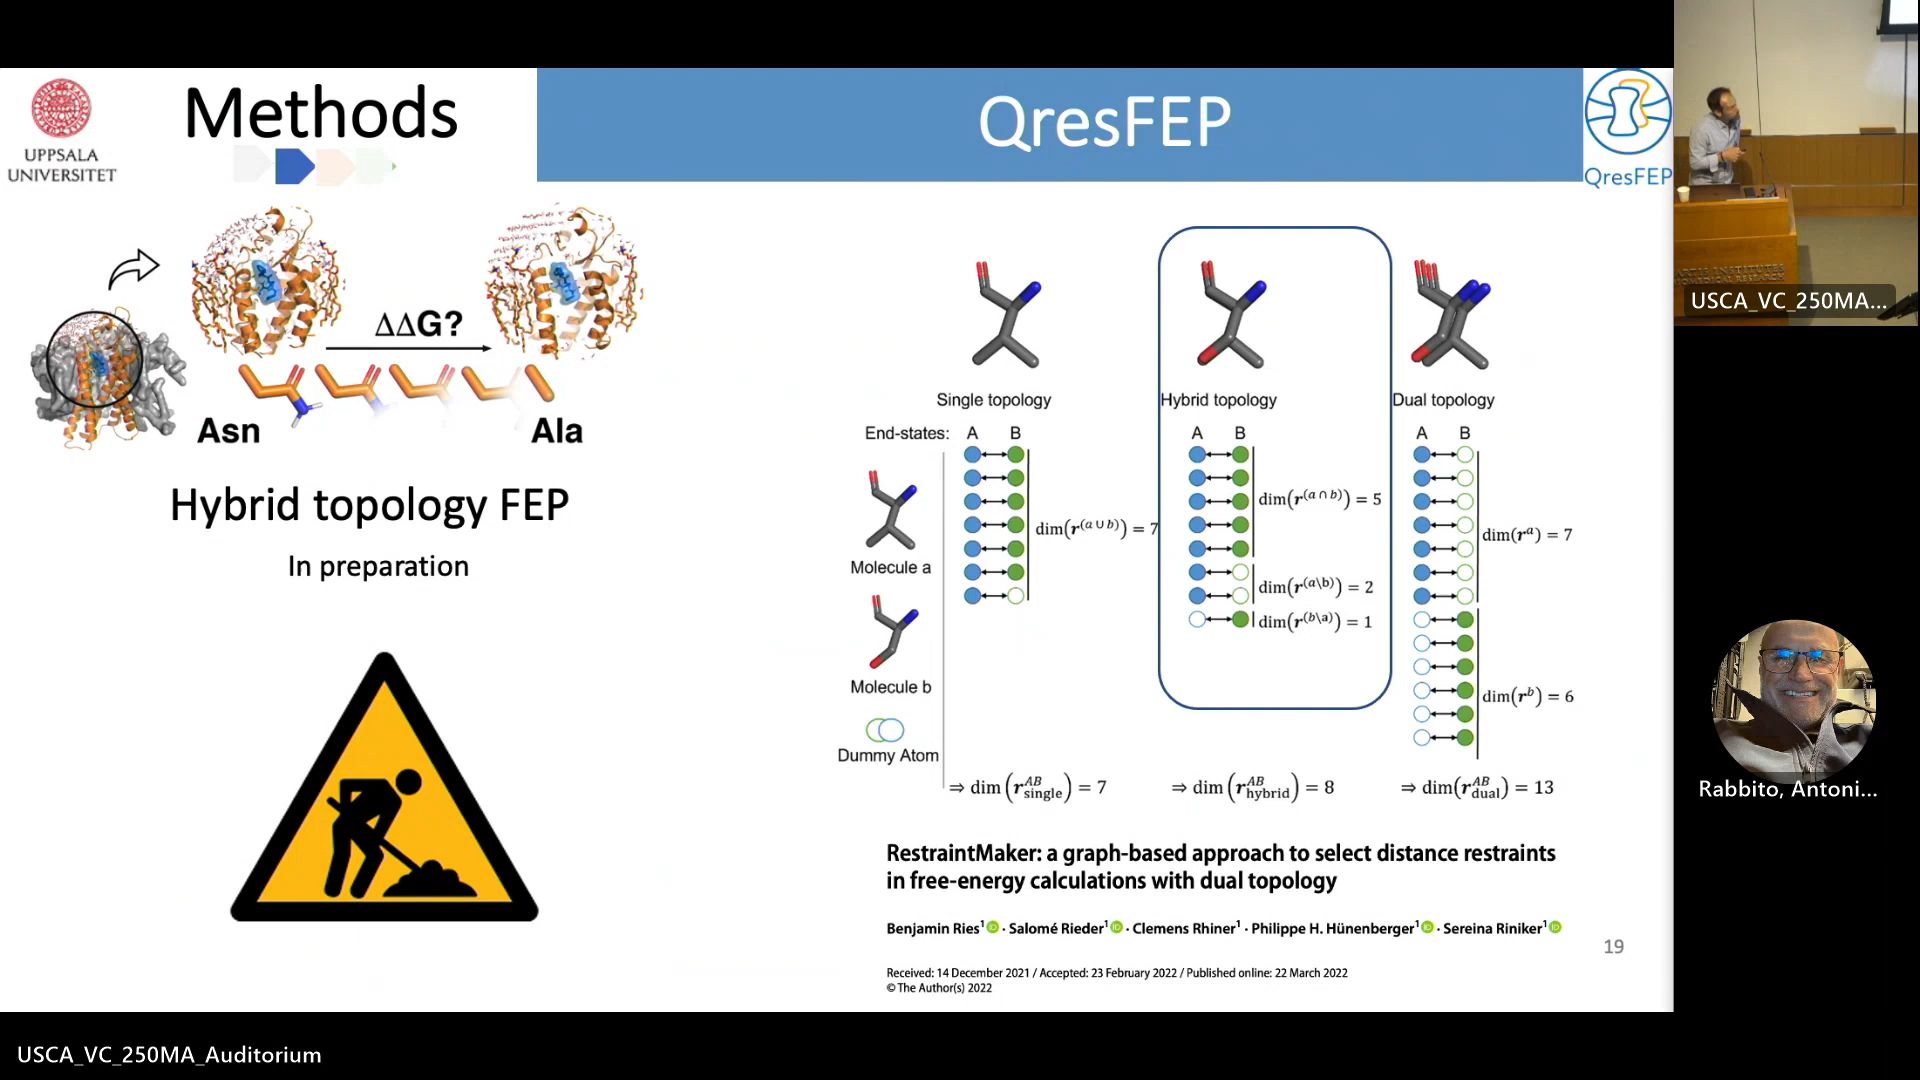 UPPSALA
UNIVERSITET
Methods
QresFEP
QresFEP
ΔΔG?
Asn
Ala
Hybrid topology FEP
In preparation
Single topology
Hybrid topology
Dual topology
End-states: A B
A B
A B
Molecule a
Molecule b
Dummy Atom
dim(r^(a∪b)) = 7
dim(r^(a∩b)) = 5
dim(r^(a\b)) = 2
dim(r^(b\a)) = 1
dim(r^a) = 7
dim(r^b) = 6
⇒ dim(r^AB_single) = 7
⇒ dim(r^AB_hybrid) = 8
⇒ dim(r^AB_dual) = 13
RestraintMaker: a graph-based approach to select distance restraints
in free-energy calculations with dual topology
Benjamin Ries¹ · Salomé Rieder¹ · Clemens Rhiner¹ · Philippe H. Hünenberger¹ · Sereina Riniker¹
19
Received: 14 December 2021 / Accepted: 23 February 2022 / Published online: 22 March 2022
© The Author(s) 2022
USCA_VC_250MA...
Rabbito, Antoni...
USCA_VC_250MA_Auditorium